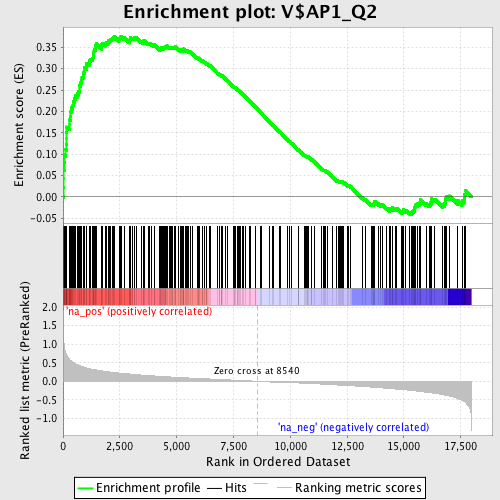 Enrichment plot: V$AP1_Q2
Enrichment score (ES)
0.35
0.30
0.25
0.20
0.15
0.10
0.05
0.00
-0.05
'na_pos' (positively correlated)
Ranked list metric (PreRanked)
2.0
1.5
1.0
0.5
0.0
-0.5
-1.0
Zero cross at 8540
'na_neg' (negatively correlated)
0 2,500 5,000 7,500 10,000 12,500 15,000 17,500
Rank in Ordered Dataset
Enrichment profile Hits Ranking metric scores